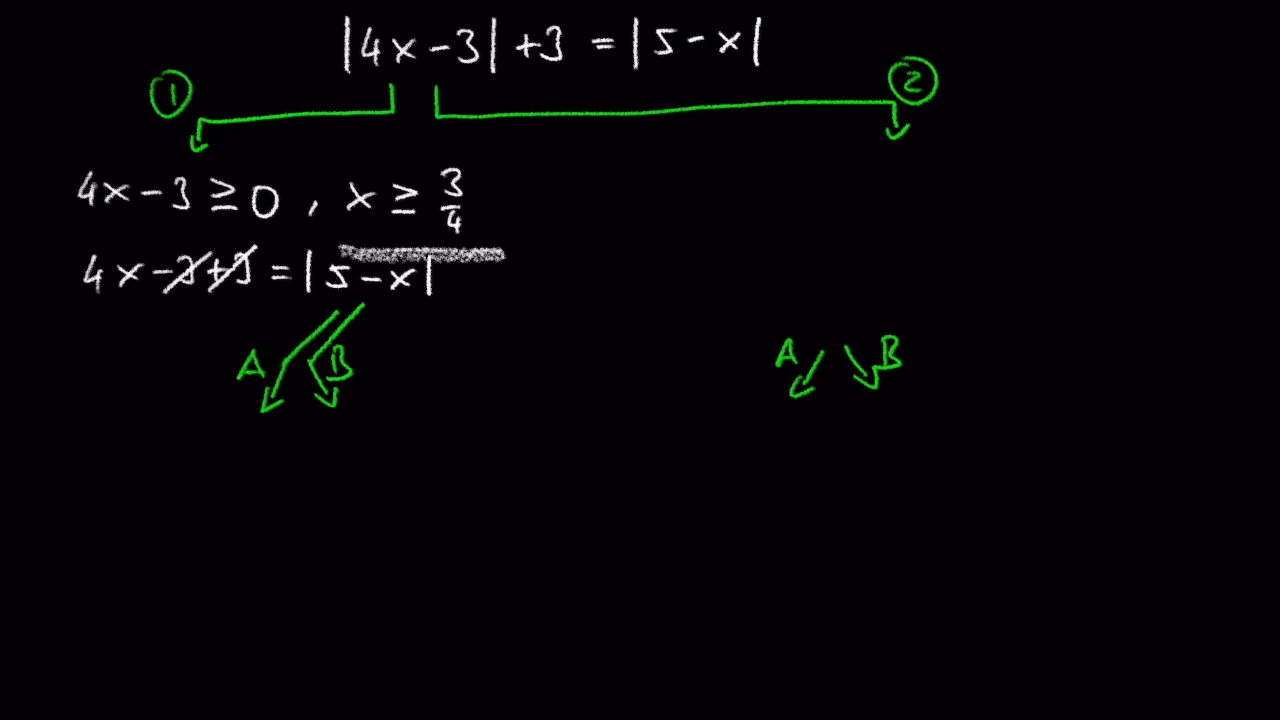 |4x-3|+3=|5-x|
① ②
4x-3≥0, x≥3/4
4x-3+3=|5-x|
A B A B